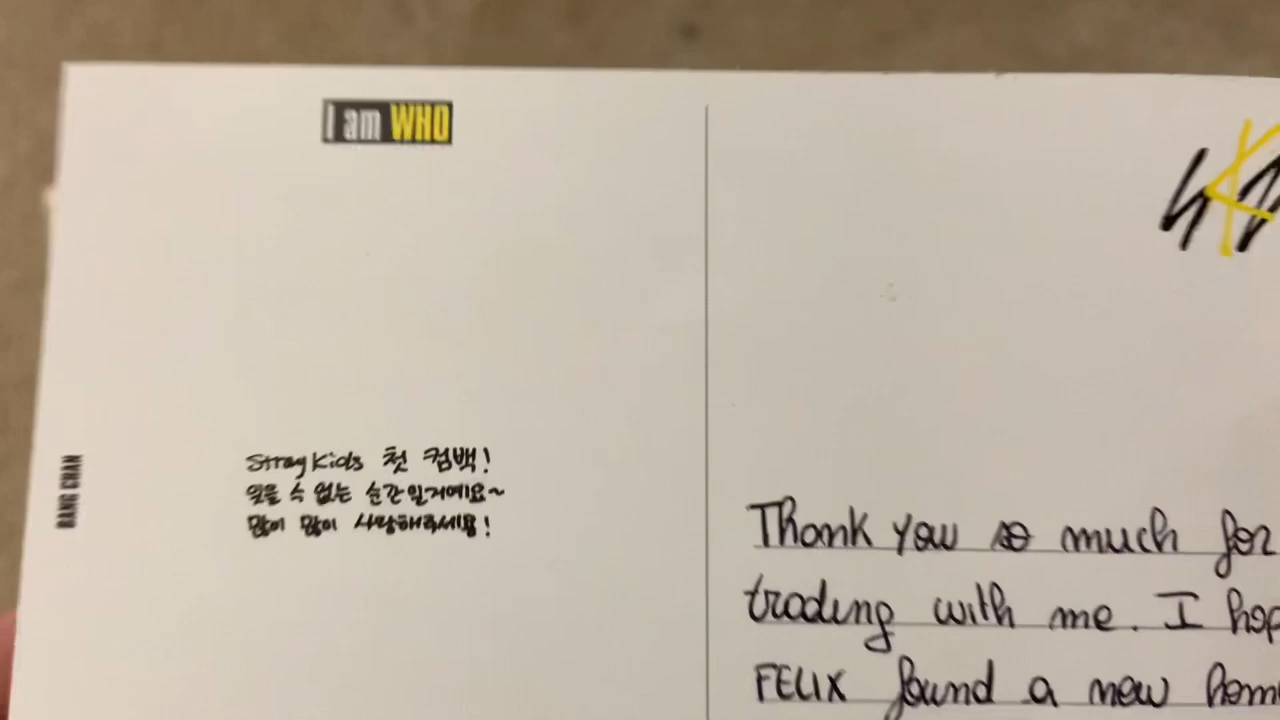 I am WHO
BANG CHAN
Stray Kids 첫 컴백!
잊을 수 없는 순간일거예요~
많이 많이 사랑해주세요!
Thank you so much for
trading with me. I
FELIX found a new